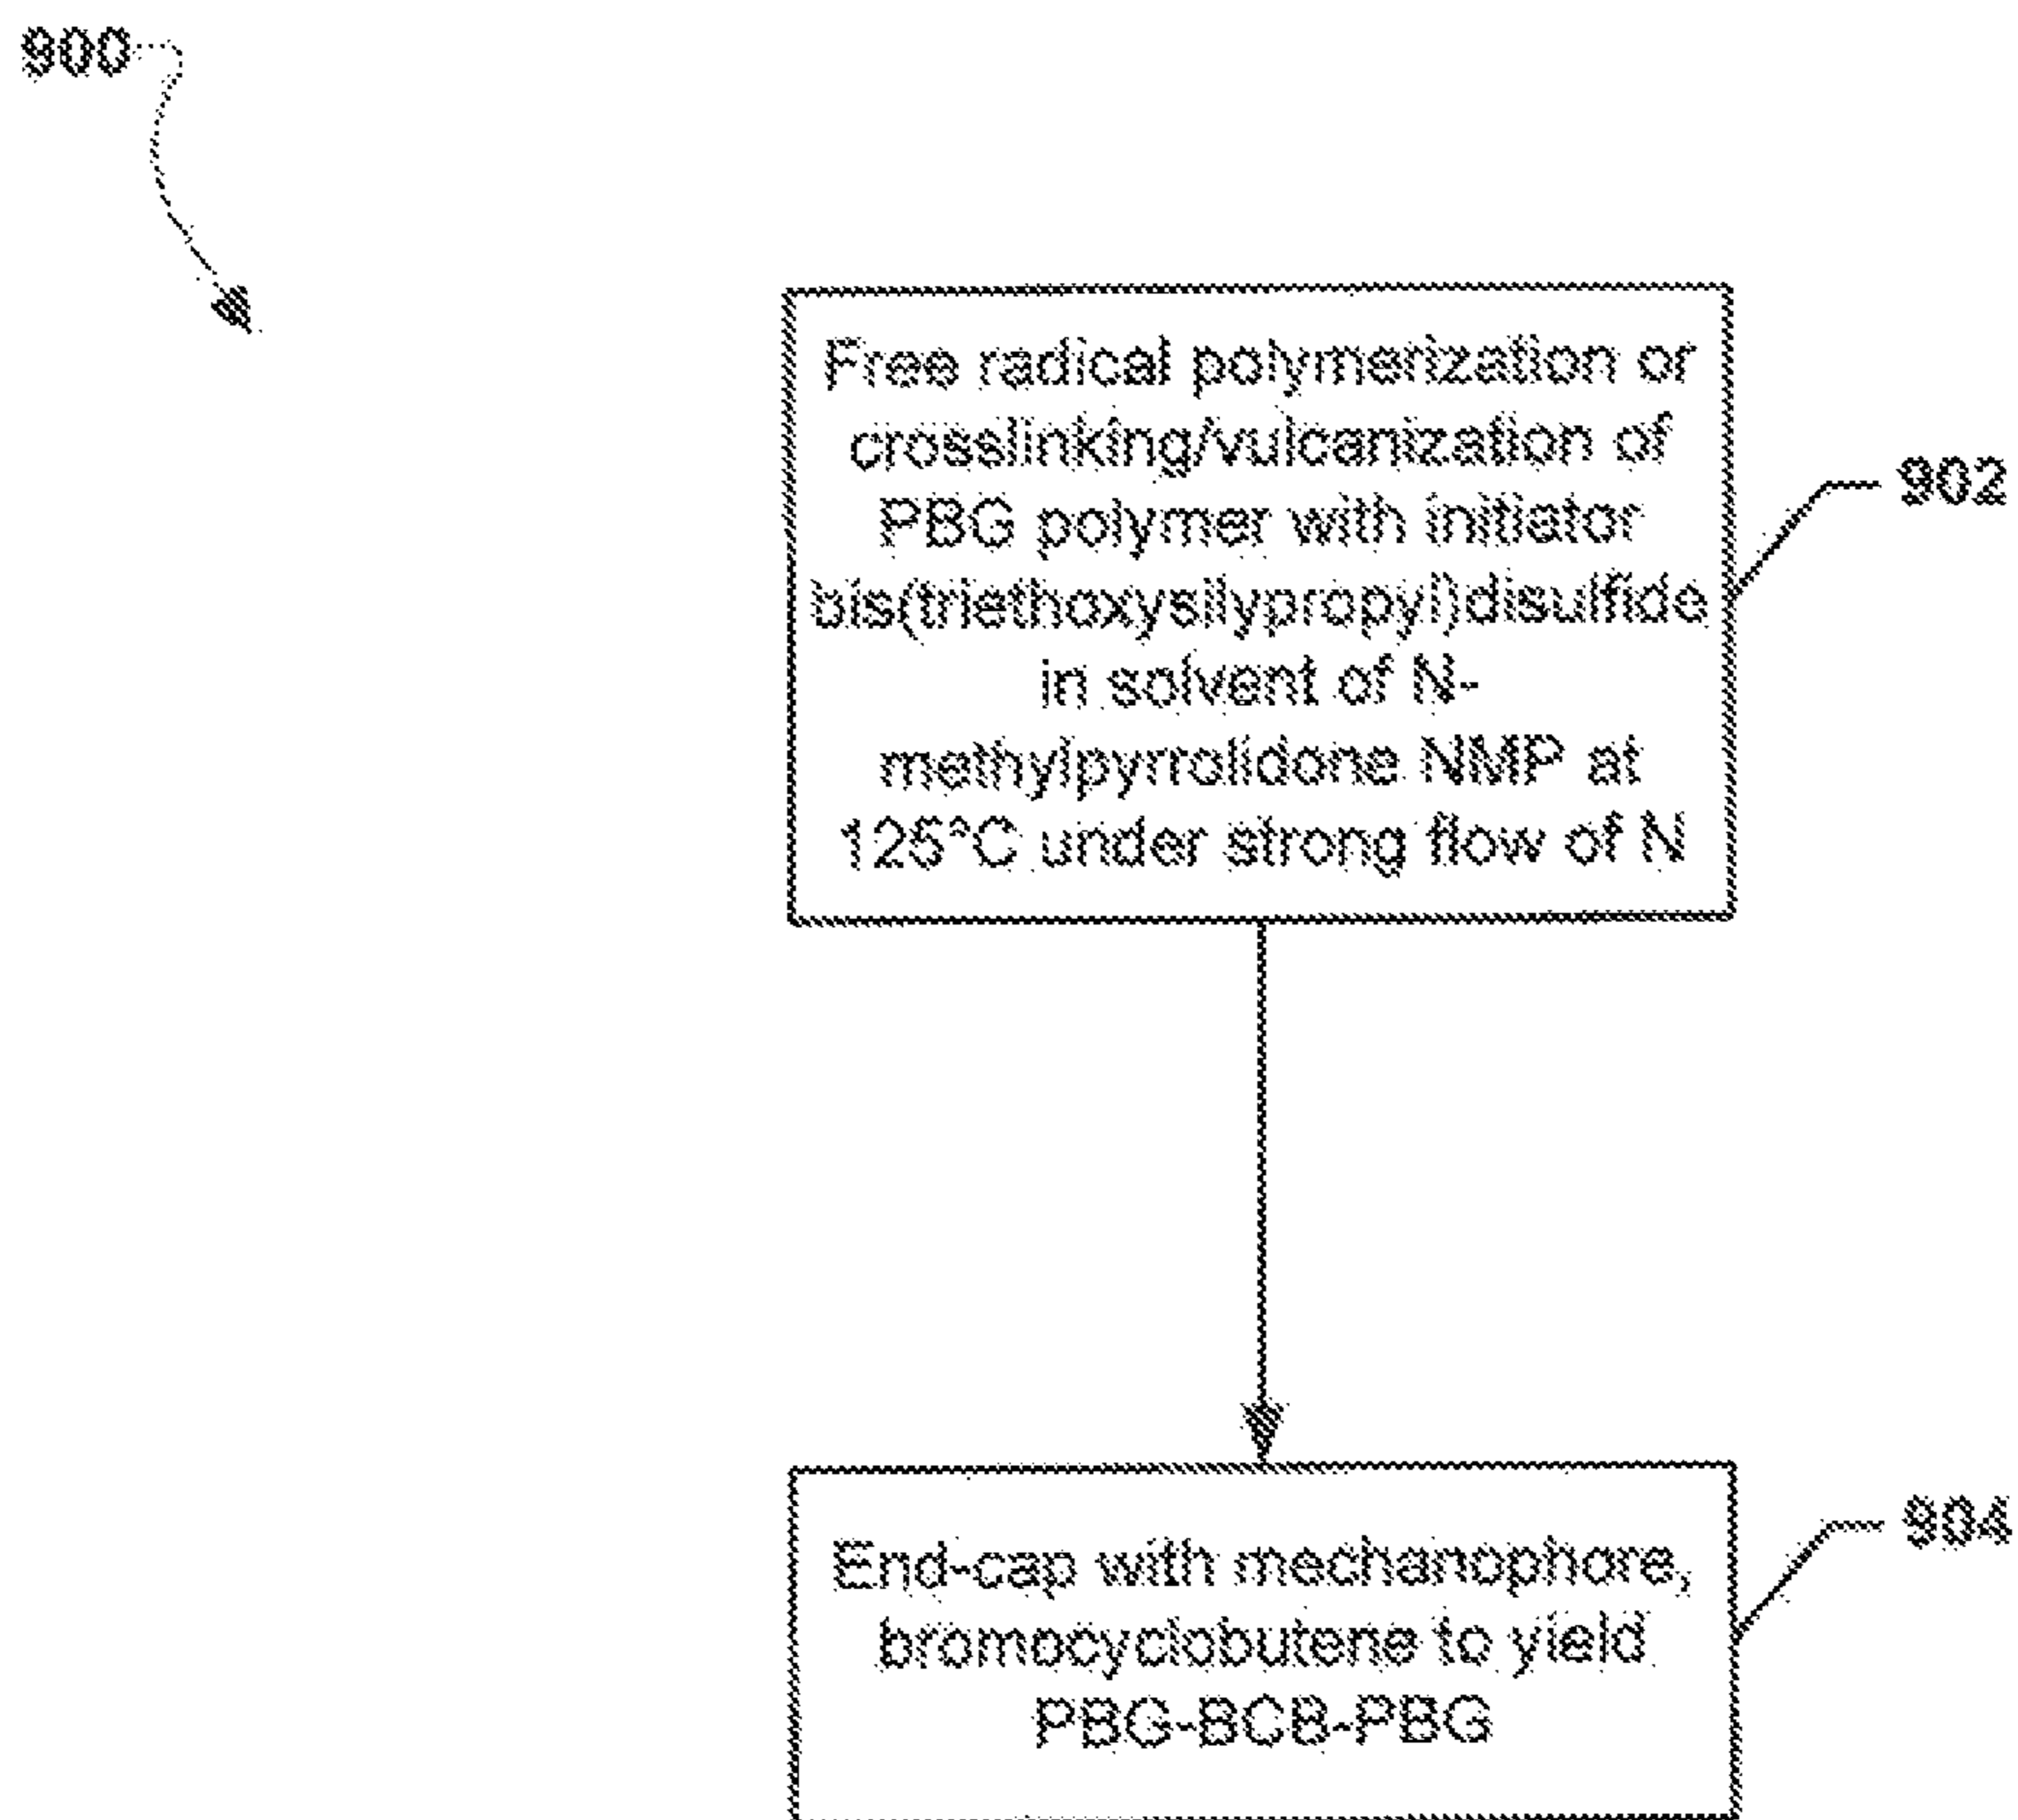 900
Free radical polymerization or
crosslinking/vulcanization of
PBG polymer with initiator
bis(triethoxysilypropyl)disulfide
in solvent of N-
methylpyrrolidone NMP at
125°C under strong flow of N
902
End-cap with mechanophore,
bromocyclobutene to yield
PBG-BCB-PBG
904